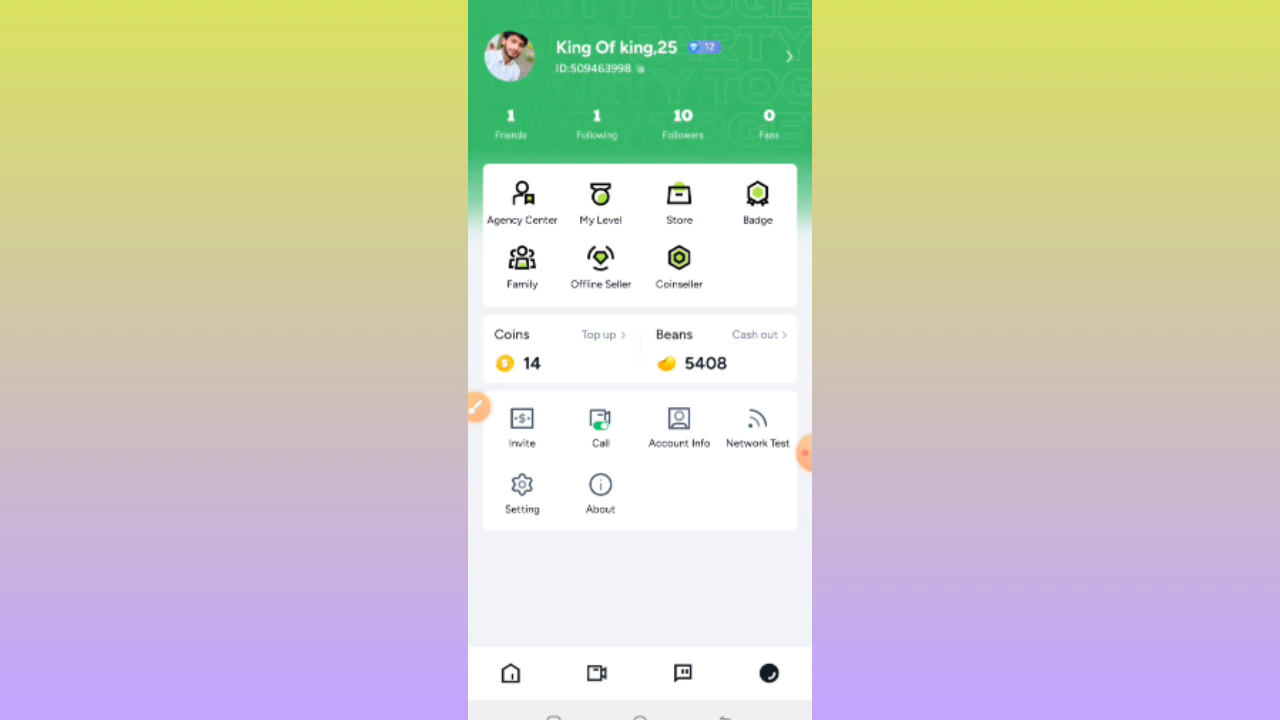 PARTY TOGE
King Of king,25 12
ID:509463998
1 1 10 0
Friends Following Followers Fans
Agency Center My Level Store Badge
Family Offline Seller Coinseller
Coins Top up > Beans Cash out >
14 5408
Invite Call Account Info Network Test
Setting About